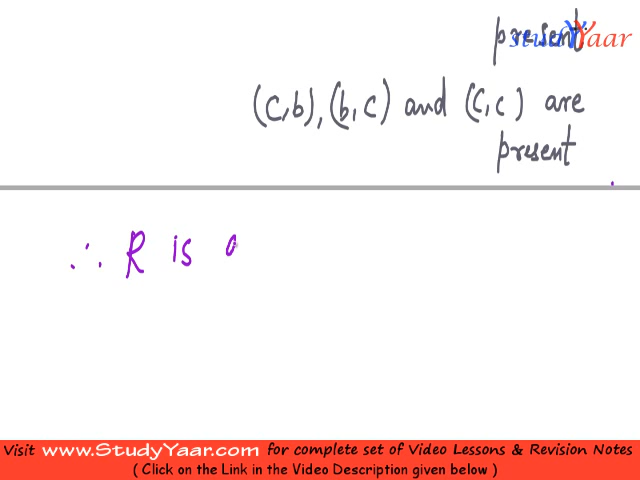 present
studyYaar
(c,b), (b,c) and (c,c) are
present
∴ R is a
Visit www.StudyYaar.com for complete set of Video Lessons & Revision Notes
( Click on the Link in the Video Description given below )